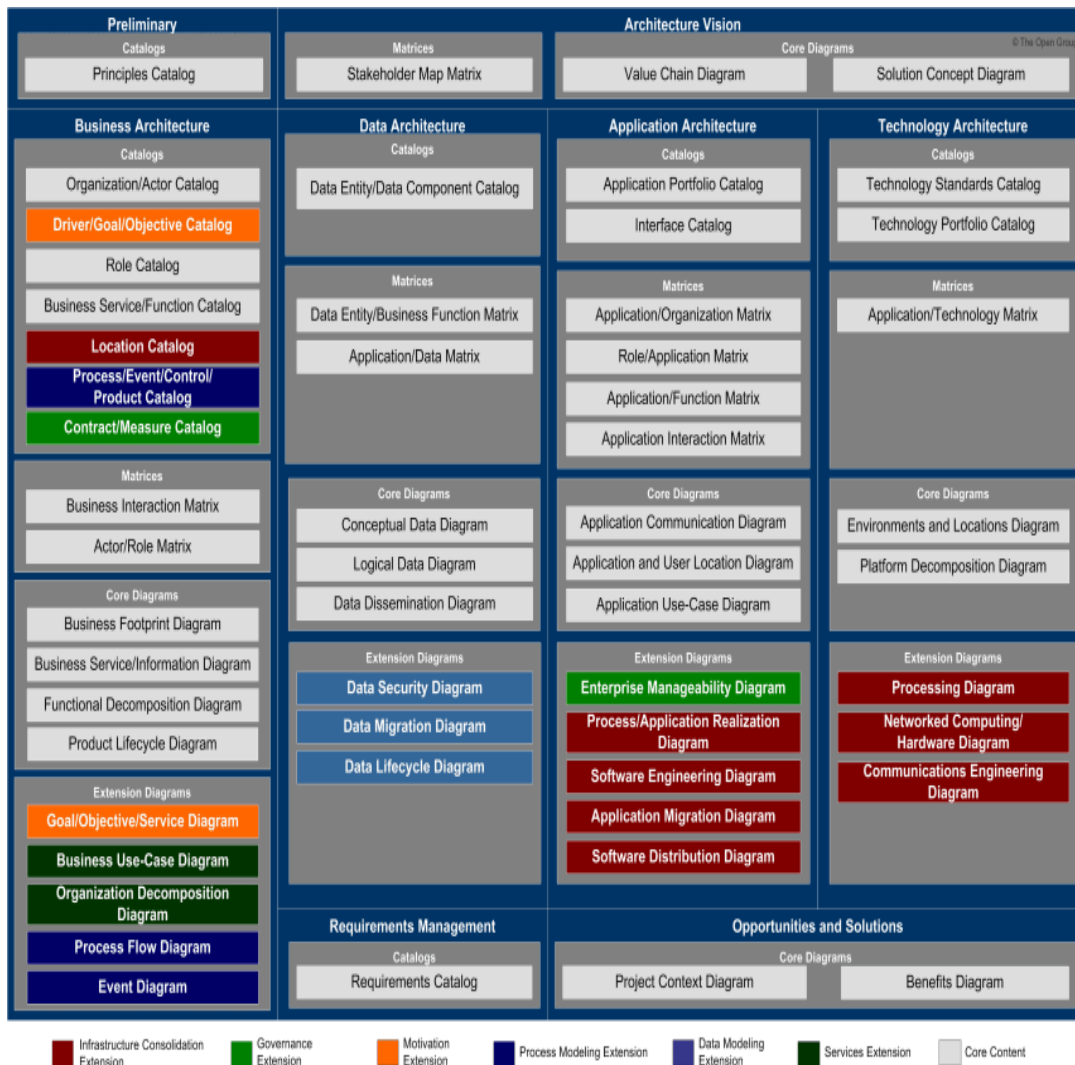 Preliminary
Catalogs
Principles Catalog
Architecture Vision
© The Open Grou
Matrices
Stakeholder Map Matrix
Core Diagrams
Value Chain Diagram
Solution Concept Diagram
Business Architecture
Catalogs
Organization/Actor Catalog
Driver/Goal/Objective Catalog
Role Catalog
Business Service/Function Catalog
Location Catalog
Process/Event/Control/
Product Catalog
Contract/Measure Catalog
Matrices
Business Interaction Matrix
Actor/Role Matrix
Core Diagrams
Business Footprint Diagram
Business Service/Information Diagram
Functional Decomposition Diagram
Product Lifecycle Diagram
Extension Diagrams
Goal/Objective/Service Diagram
Business Use-Case Diagram
Organization Decomposition
Diagram
Process Flow Diagram
Event Diagram
Data Architecture
Catalogs
Data Entity/Data Component Catalog
Matrices
Data Entity/Business Function Matrix
Application/Data Matrix
Core Diagrams
Conceptual Data Diagram
Logical Data Diagram
Data Dissemination Diagram
Extension Diagrams
Data Security Diagram
Data Migration Diagram
Data Lifecycle Diagram
Application Architecture
Catalogs
Application Portfolio Catalog
Interface Catalog
Matrices
Application/Organization Matrix
Role/Application Matrix
Application/Function Matrix
Application Interaction Matrix
Core Diagrams
Application Communication Diagram
Application and User Location Diagram
Application Use-Case Diagram
Extension Diagrams
Enterprise Manageability Diagram
Process/Application Realization
Diagram
Software Engineering Diagram
Application Migration Diagram
Software Distribution Diagram
Technology Architecture
Catalogs
Technology Standards Catalog
Technology Portfolio Catalog
Matrices
Application/Technology Matrix
Core Diagrams
Environments and Locations Diagram
Platform Decomposition Diagram
Extension Diagrams
Processing Diagram
Networked Computing/
Hardware Diagram
Communications Engineering
Diagram
Requirements Management
Catalogs
Requirements Catalog
Opportunities and Solutions
Core Diagrams
Project Context Diagram
Benefits Diagram
Infrastructure Consolidation
Extension
Governance
Extension
Motivation
Extension
Process Modeling Extension
Data Modeling
Extension
Services Extension
Core Content